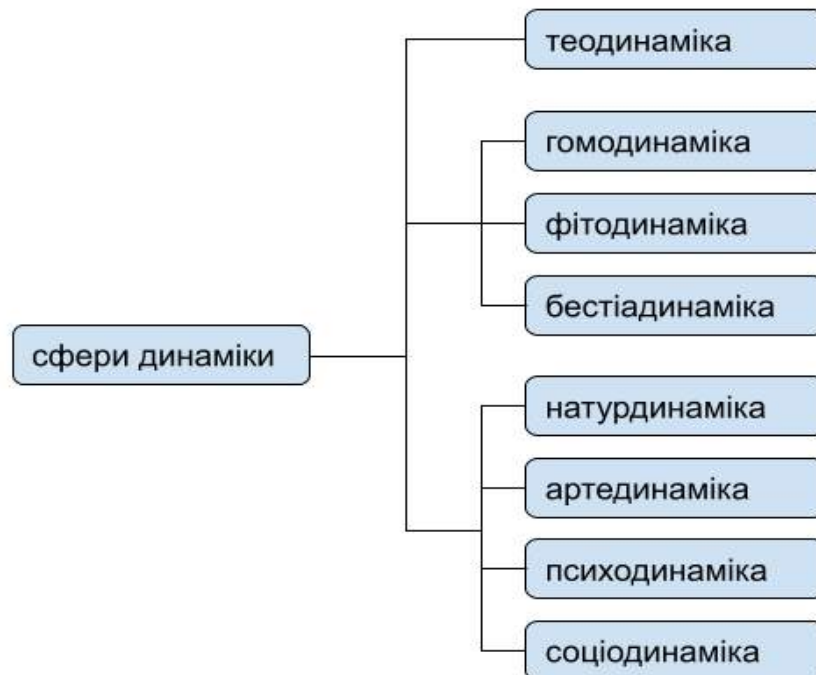 теодинаміка
гомодинаміка
фітодинаміка
бестіадинаміка
сфери динаміки
натурдинаміка
артединаміка
психодинаміка
соціодинаміка